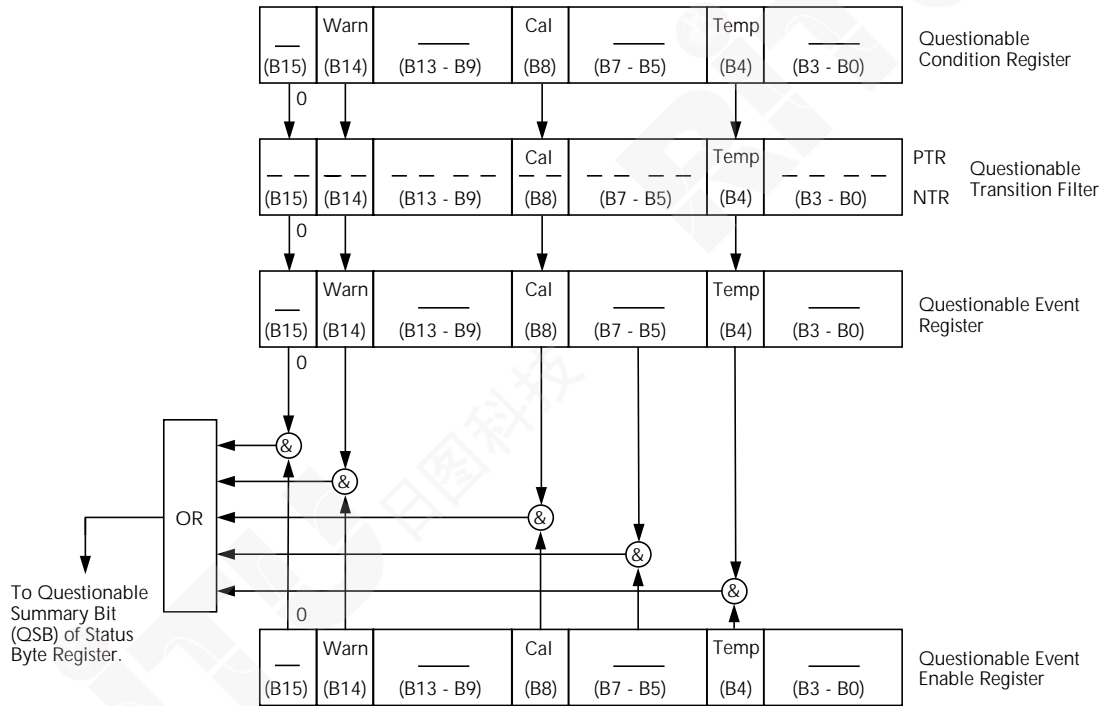 Warn Cal Temp
(B15) (B14) (B13 - B9) (B8) (B7 - B5) (B4) (B3 - B0)
Questionable
Condition Register
0
Cal Temp
(B15) (B14) (B13 - B9) (B8) (B7 - B5) (B4) (B3 - B0)
PTR
NTR
Questionable
Transition Filter
0
Warn Cal Temp
(B15) (B14) (B13 - B9) (B8) (B7 - B5) (B4) (B3 - B0)
Questionable Event
Register
0
&
&
&
&
&
OR
To Questionable
Summary Bit
(QSB) of Status
Byte Register.
0
Warn Cal Temp
(B15) (B14) (B13 - B9) (B8) (B7 - B5) (B4) (B3 - B0)
Questionable Event
Enable Register
日图科技